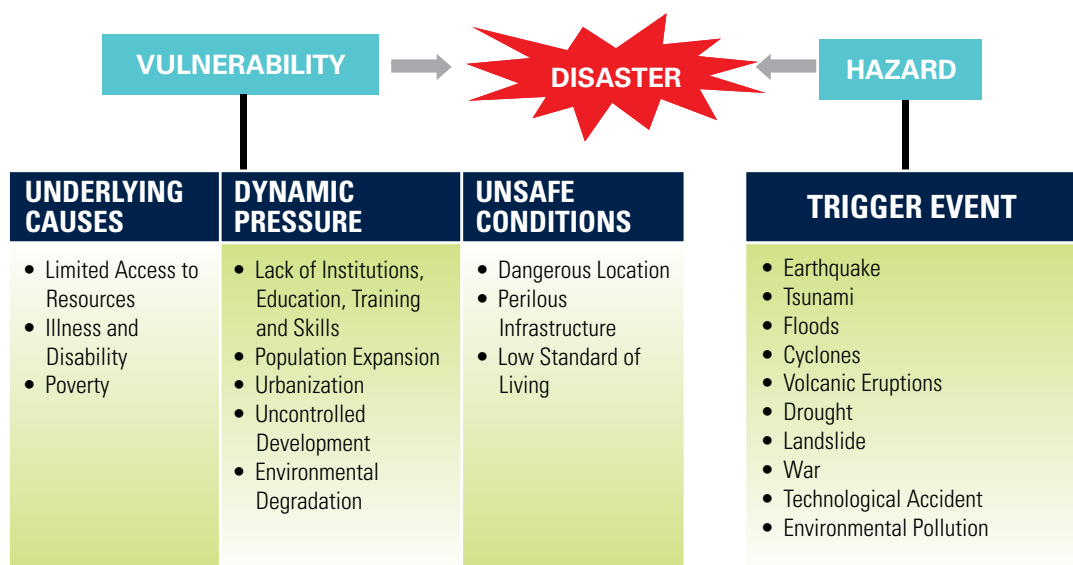 VULNERABILITY
DISASTER
HAZARD
UNDERLYING
CAUSES
• Limited Access to
Resources
• Illness and
Disability
• Poverty
DYNAMIC
PRESSURE
• Lack of Institutions,
Education, Training
and Skills
• Population Expansion
• Urbanization
• Uncontrolled
Development
• Environmental
Degradation
UNSAFE
CONDITIONS
• Dangerous Location
• Perilous
Infrastructure
• Low Standard of
Living
TRIGGER EVENT
• Earthquake
• Tsunami
• Floods
• Cyclones
• Volcanic Eruptions
• Drought
• Landslide
• War
• Technological Accident
• Environmental Pollution